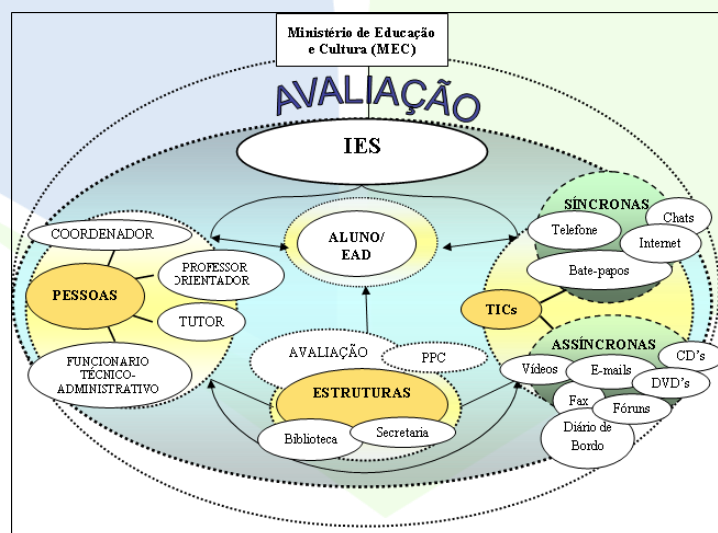 Ministério de Educação
e Cultura (MEC)
AVALIAÇÃO
IES
SÍNCRONAS
Chats
Telefone
Internet
Bate-papos
COORDENADOR
ALUNO/
EAD
PROFESSOR
ORIENTADOR
PESSOAS
TICs
TUTOR
AVALIAÇÃO
PPC
ASSÍNCRONAS
CD's
Vídeos
E-mails
DVD's
FUNCIONARIO
TÉCNICO-
ADMINISTRATIVO
ESTRUTURAS
Fax
Fóruns
Biblioteca
Secretaria
Diário de
Bordo